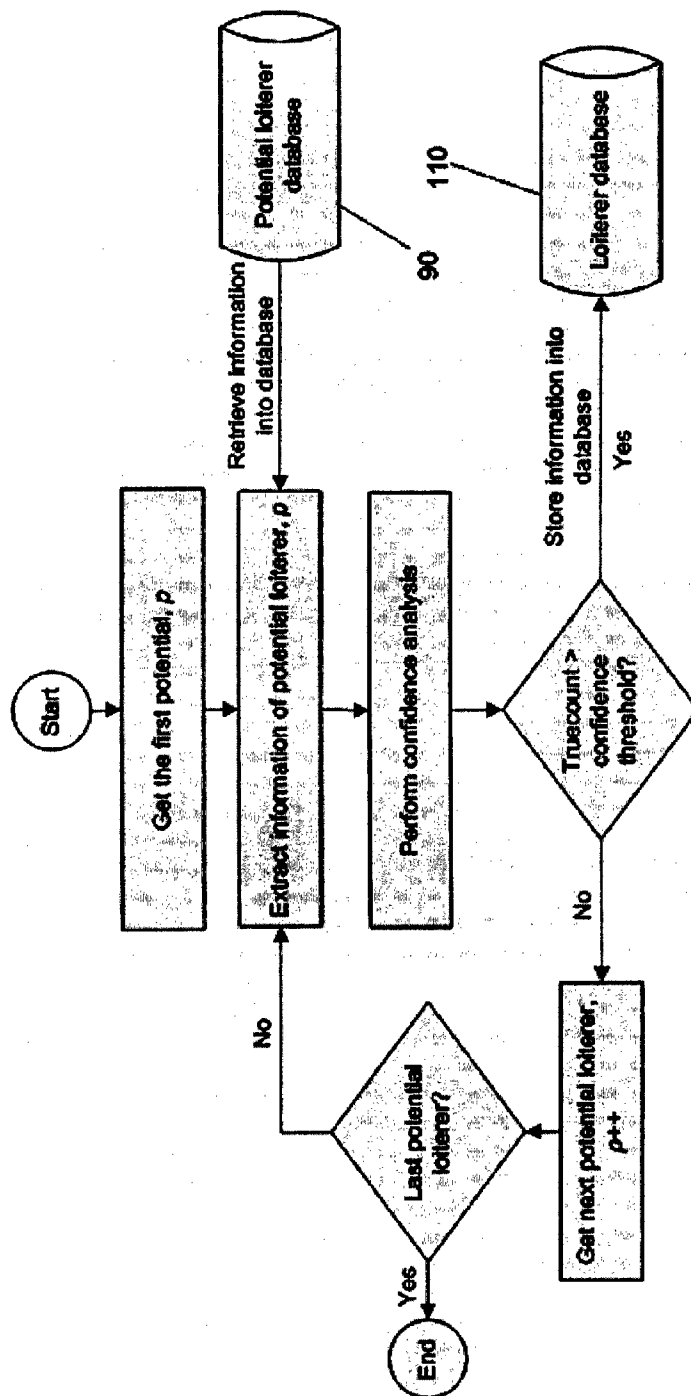 Start
Get the first potential, p
Extract information of potential loiterer, p
Retrieve information
into database
Potential loiterer
database
90
Perform confidence analysis
Truecount >
confidence
threshold?
Store information into
database
Yes
Loiterer database
110
No
Get next potential loiterer,
p++
Last potential
loiterer?
No
Yes
End